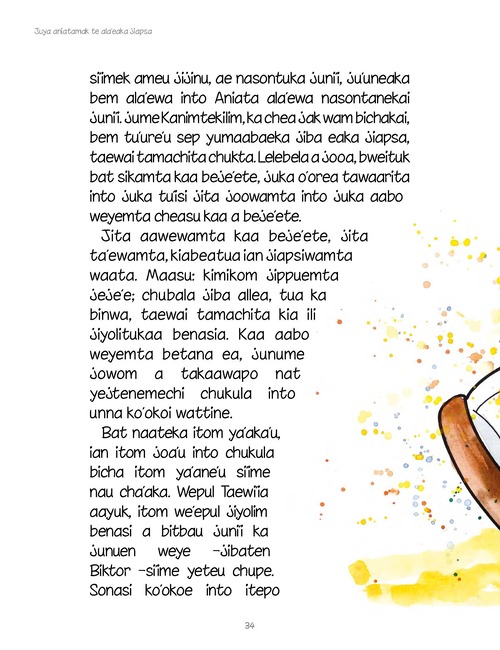 Juya aniatamak te ala'eaka jiapsa
siimek ameu jijinu, ae nasontuka junii, ju'uneaka
bem ala'ewa into Aniata ala'ewa nasontanekai
junii. Jume Kanimtekilim, ka chea jak wam bichakai,
bem tu'ure'u sep yumaabaeka jiba eaka jiapsa,
taewai tamachita chukta. Lelebela a jooa, bweituk
bat sikamta kaa beje'ete, juka o'orea tawaarita
into juka tu'isi jita joowamta into juka aabo
weyemta cheasu kaa a beje'ete.
Jita aawewamta kaa beje'ete, jita
ta'ewamta, kiabeatua ian jiapsiwamta
waata. Maasu: kimikom jippuemta
jeje'e; chubala jiba allea, tua ka
binwa, taewai tamachita kia ili
jiyolitukaa benasia. Kaa aabo
weyemta betana ea, junume
jowom a takaawapo nat
yejtenemechi chukula into
unna ko'okoi wattine.
Bat naateka itom ya'aka'u,
ian itom joa'u into chukula
bicha itom ya'ane'u siime
nau cha'aka. Wepul Taewiia
aayuk, itom we'epul jiyolim
benasi a bitbau junii ka
junuen weye -jibaten
Biktor -siime yeteu chupe.
Sonasi ko'okoe into itepo
34